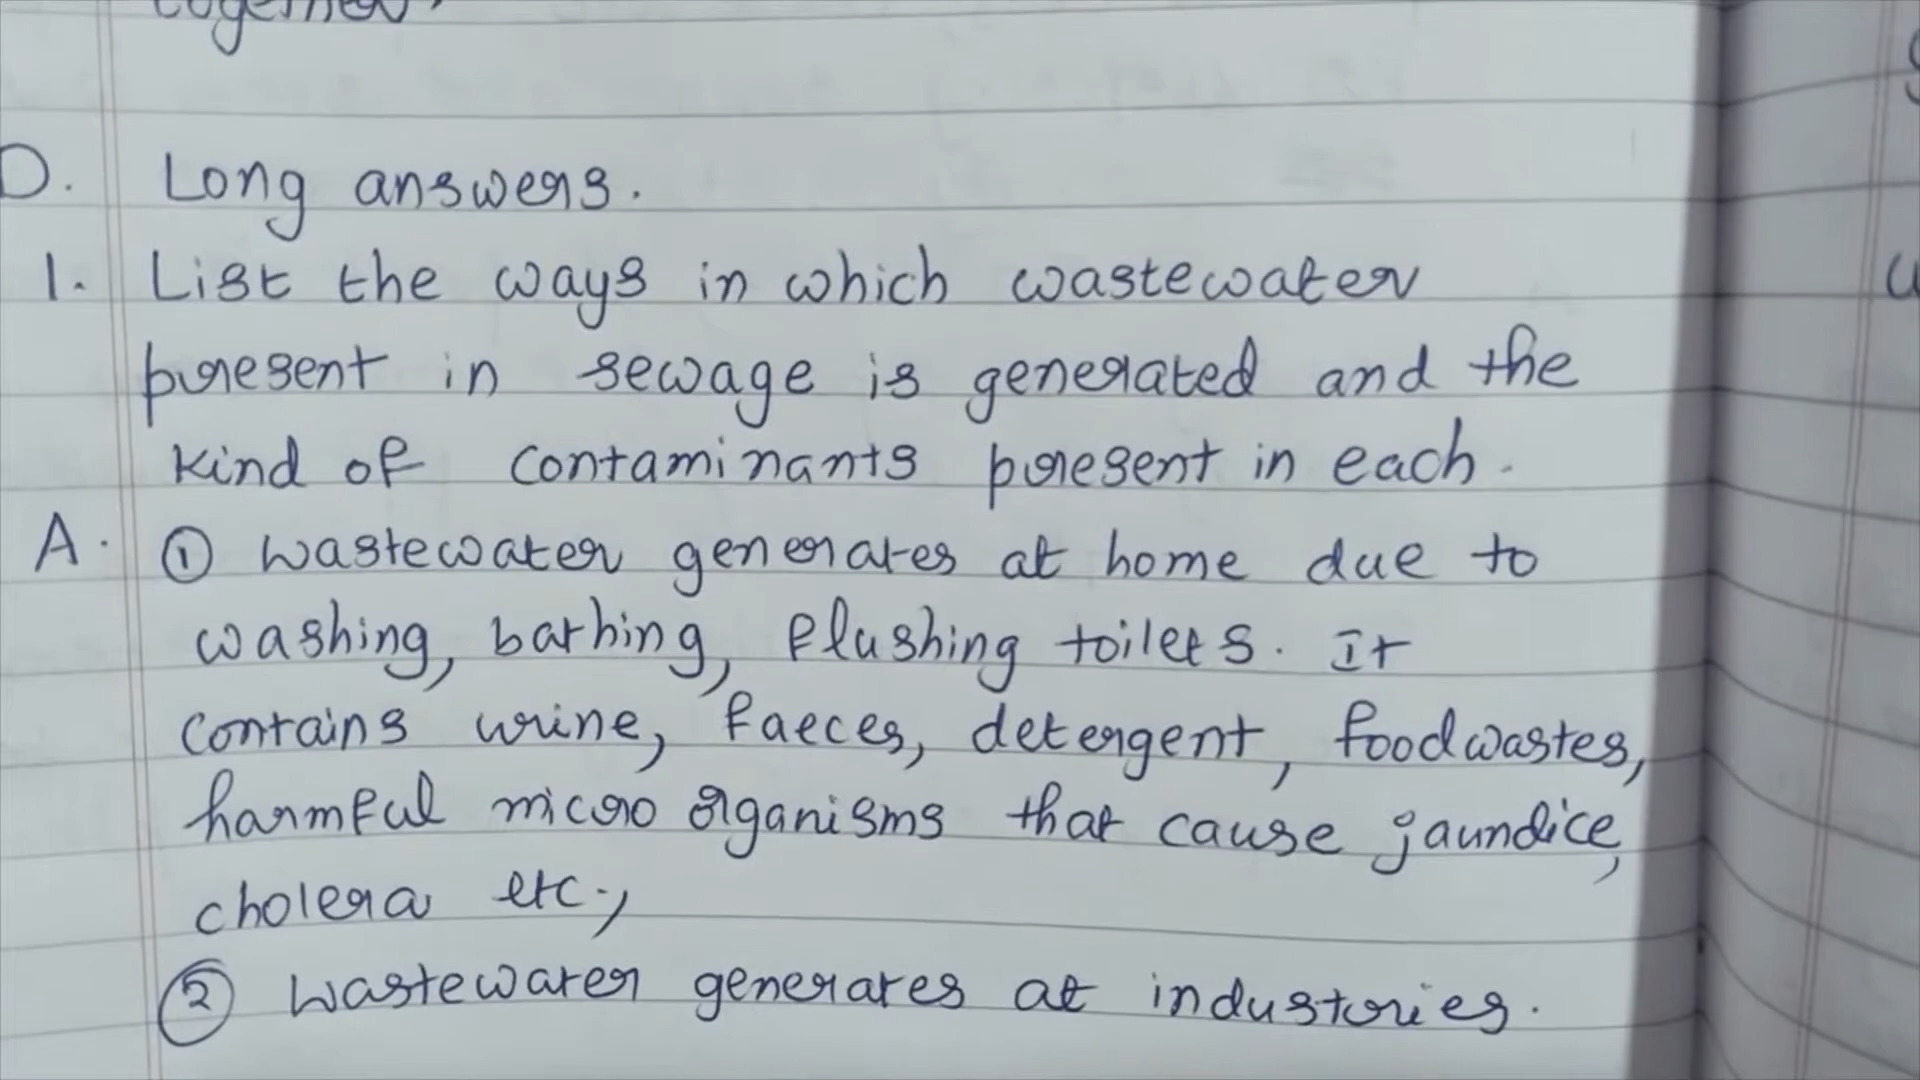 together.
D. Long answers.
1. List the ways in which wastewater
present in sewage is generated and the
kind of contaminants present in each.
A. ① wastewater generates at home due to
washing, bathing, flushing toilets. It
contains urine, faeces, detergent, foodwastes,
harmful micro organisms that cause jaundice,
cholera etc.,
② wastewater generates at industries.